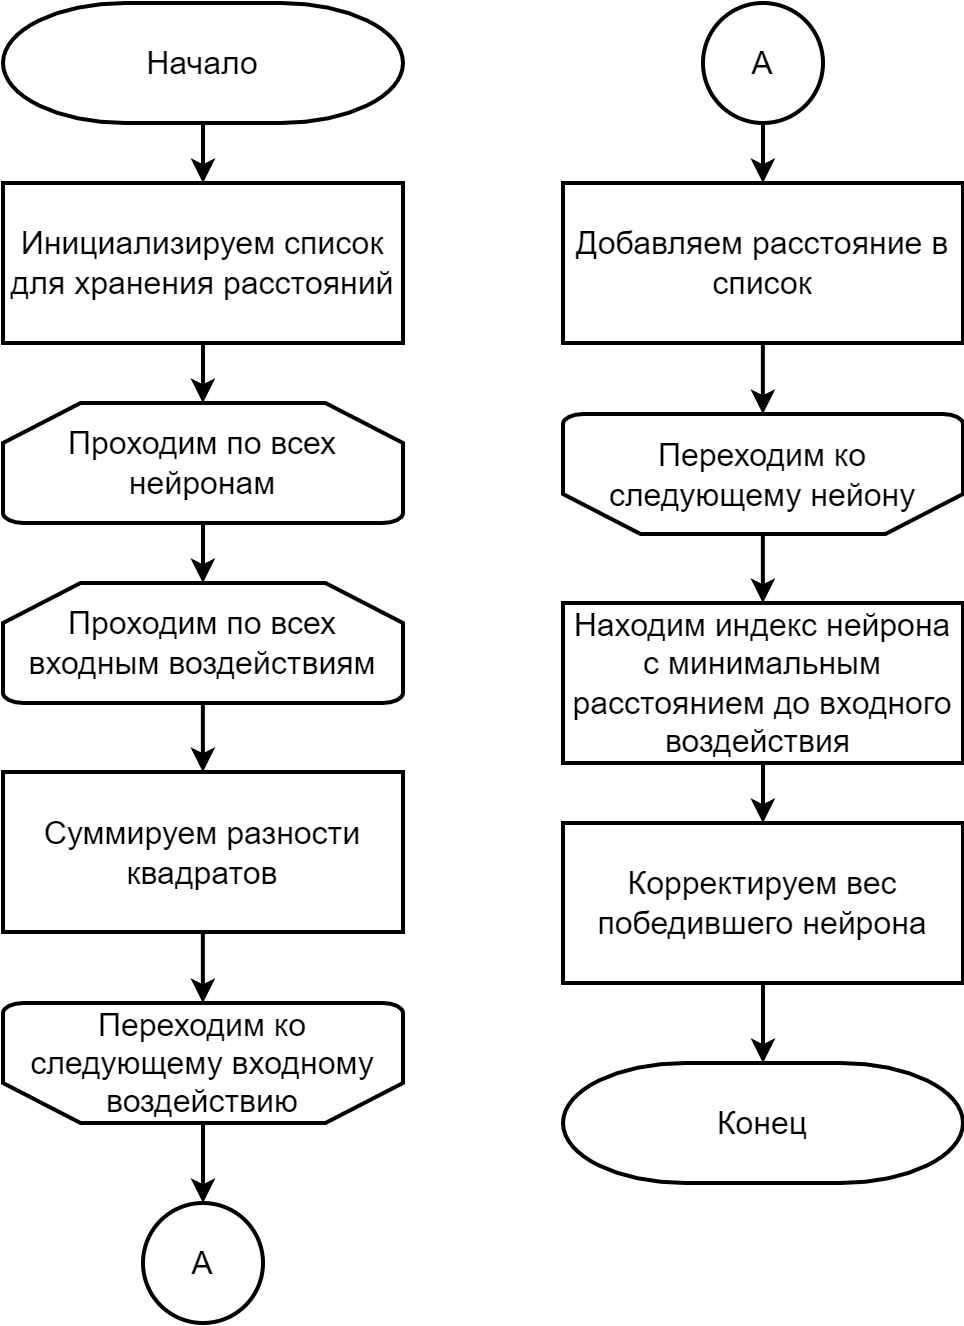 Начало
Инициализируем список
для хранения расстояний
Проходим по всех
нейронам
Проходим по всех
входным воздействиям
Суммируем разности
квадратов
Переходим ко
следующему входному
воздействию
А
А
Добавляем расстояние в
список
Переходим ко
следующему нейону
Находим индекс нейрона
с минимальным
расстоянием до входного
воздействия
Корректируем вес
победившего нейрона
Конец